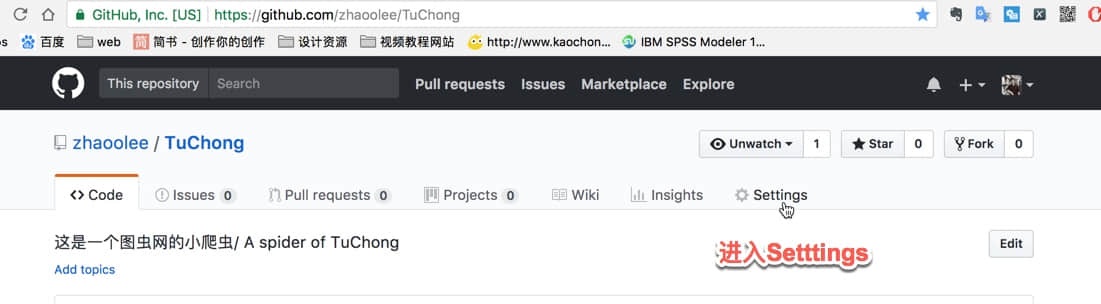 GitHub, Inc. [US] | https://github.com/zhaoolee/TuChong
os 百度 web 简 简书 - 创作你的创作 设计资源 视频教程网站 http://www.kaochon... IBM SPSS Modeler 1...
This repository Search Pull requests Issues Marketplace Explore
zhaoolee / TuChong Unwatch 1 Star 0 Fork 0
<> Code Issues 0 Pull requests 0 Projects 0 Wiki Insights Settings
这是一个图虫网的小爬虫/ A spider of TuChong Edit
进入Setttings
Add topics